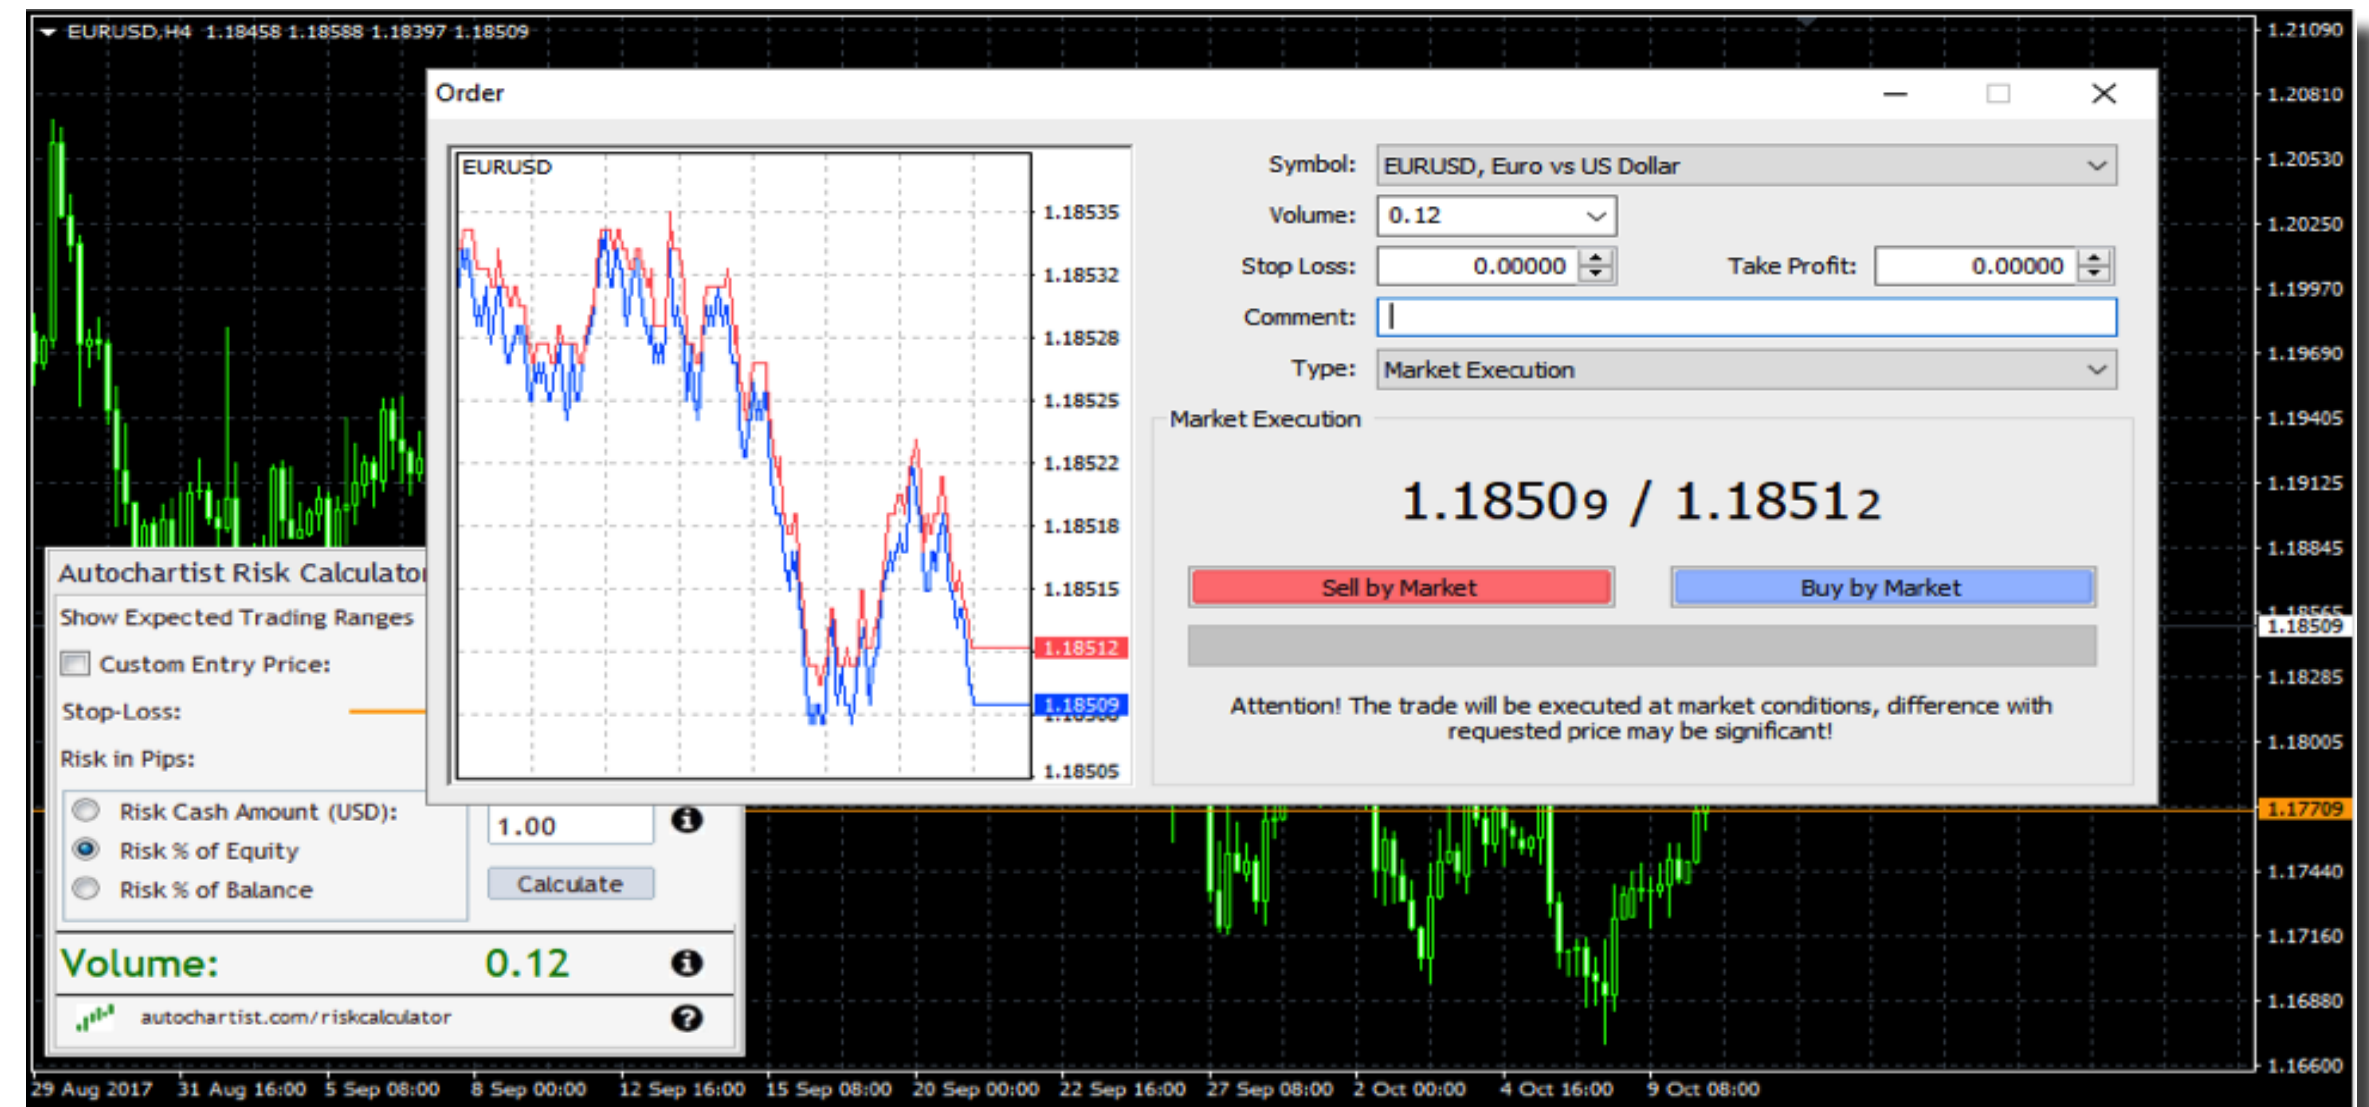 EURUSD,H4 1.18458 1.18588 1.18397 1.18509
Order
EURUSD
1.18535
1.18532
1.18528
1.18525
1.18522
1.18518
1.18515
1.18512
1.18509
1.18505
Symbol: EURUSD, Euro vs US Dollar
Volume: 0.12
Stop Loss: 0.00000 Take Profit: 0.00000
Comment:
Type: Market Execution
Market Execution
1.18509 / 1.18512
Sell by Market Buy by Market
Attention! The trade will be executed at market conditions, difference with
requested price may be significant!
Autochartist Risk Calculator
Show Expected Trading Ranges
Custom Entry Price:
Stop-Loss:
Risk in Pips:
Risk Cash Amount (USD):
Risk % of Equity
Risk % of Balance
1.00
Calculate
Volume: 0.12
autochartist.com/riskcalculator
1.21090
1.20810
1.20530
1.20250
1.19970
1.19690
1.19405
1.19125
1.18845
1.18565
1.18509
1.18285
1.18005
1.17709
1.17440
1.17160
1.16880
1.16600
29 Aug 2017 31 Aug 16:00 5 Sep 08:00 8 Sep 00:00 12 Sep 16:00 15 Sep 08:00 20 Sep 00:00 22 Sep 16:00 27 Sep 08:00 2 Oct 00:00 4 Oct 16:00 9 Oct 08:00